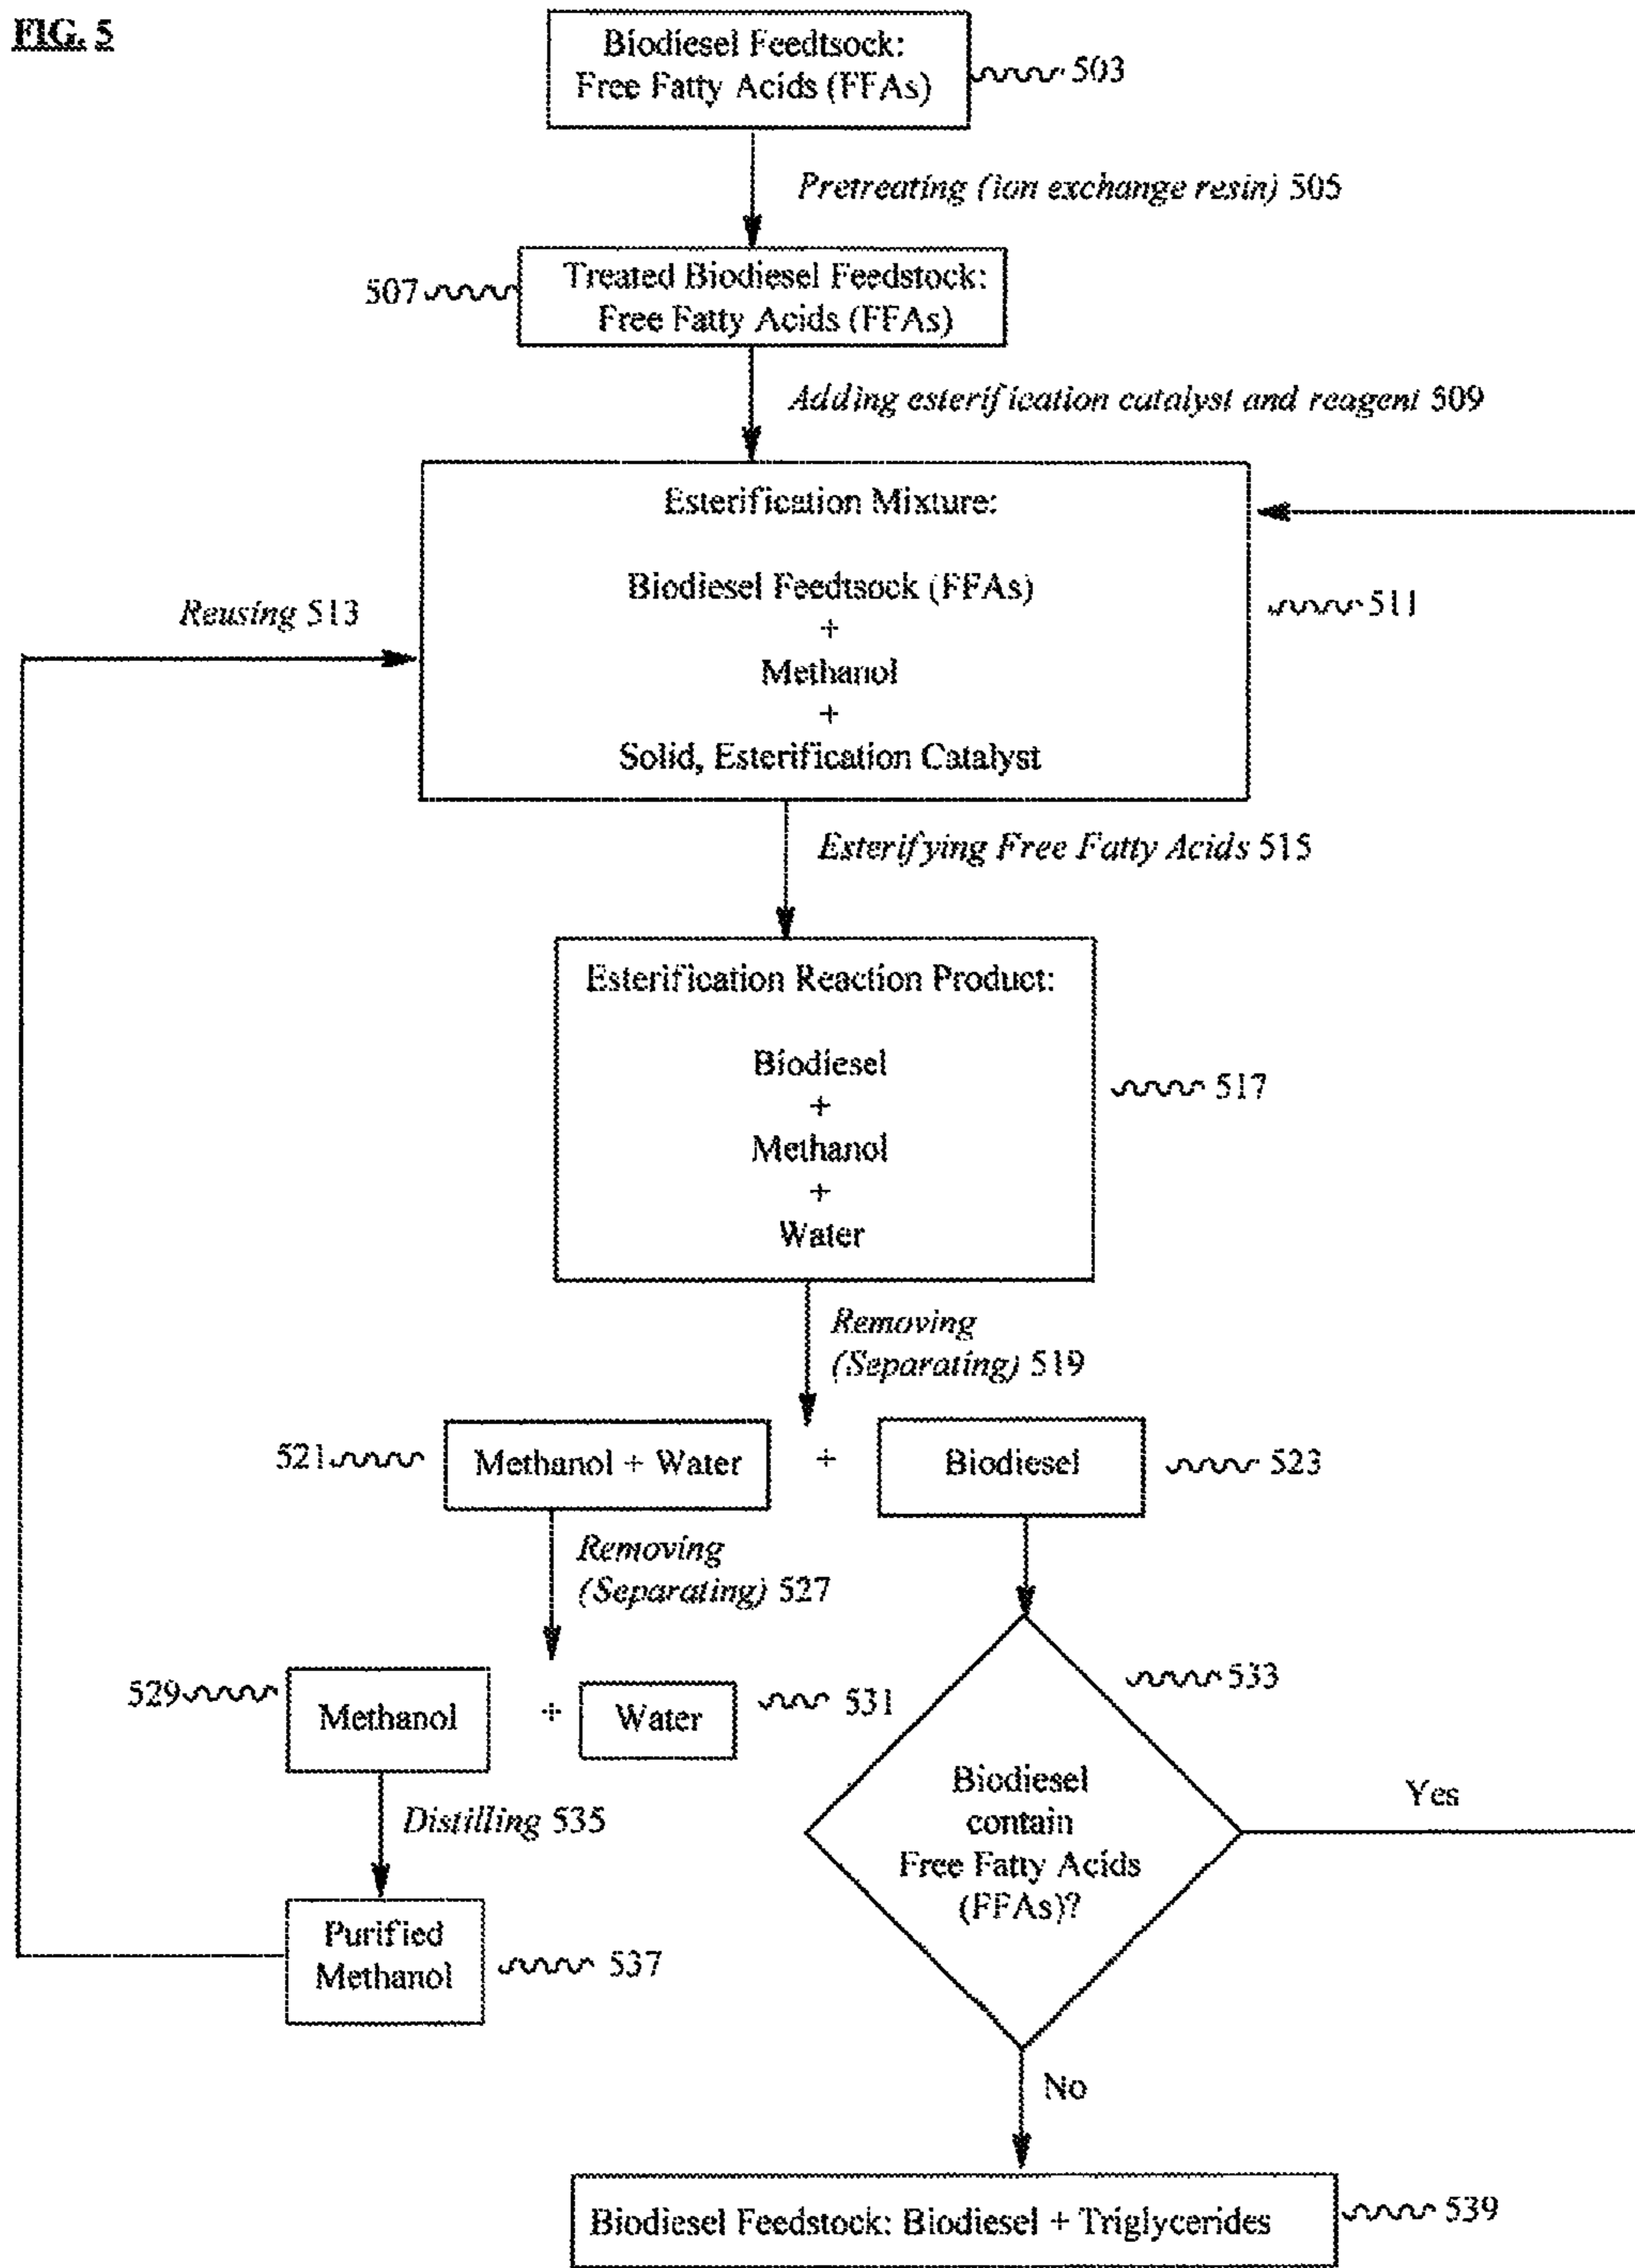 FIG. 5
Biodiesel Feedtsock:
Free Fatty Acids (FFAs)
503
Pretreating (ion exchange resin) 505
507
Treated Biodiesel Feedstock:
Free Fatty Acids (FFAs)
Adding esterification catalyst and reagent 509
Esterification Mixture:
Biodiesel Feedtsock (FFAs)
+
Methanol
+
Solid, Esterification Catalyst
511
Reusing 513
Esterifying Free Fatty Acids 515
Esterification Reaction Product:
Biodiesel
+
Methanol
+
Water
517
Removing
(Separating) 519
521
Methanol + Water
+
Biodiesel
523
Removing
(Separating) 527
529
Methanol
+
Water
531
533
Biodiesel
contain
Free Fatty Acids
(FFAs)?
Yes
Distilling 535
Purified
Methanol
537
No
Biodiesel Feedstock: Biodiesel + Triglycerides
539